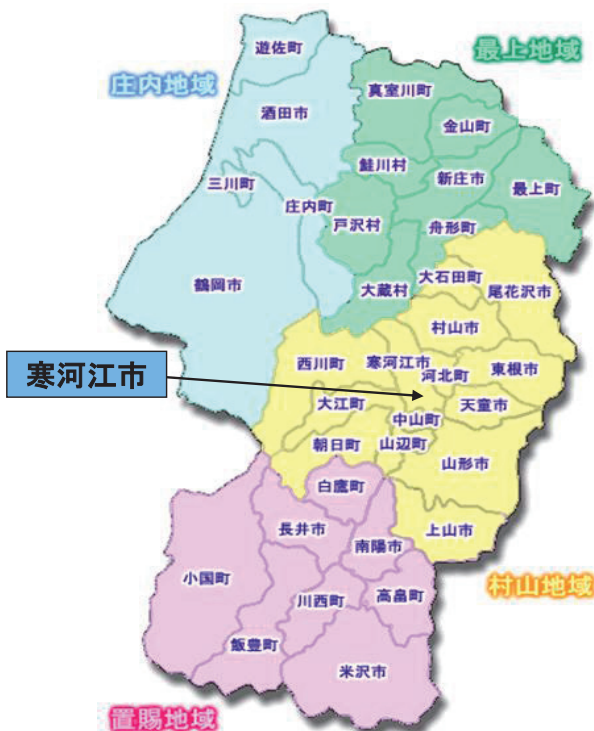 遊佐町
最上地域
庄内地域
真室川町
酒田市
金山町
鮭川村
新庄市
三川町
最上町
庄内町
戸沢村
舟形町
大石田町
鶴岡市
大蔵村
尾花沢市
村山市
西川町
寒河江市
東根市
河北町
寒河江市
大江町
天童市
中山町
朝日町
山辺町
山形市
白鷹町
長井市
上山市
南陽市
小国町
村山地域
川西町
高畠町
飯豊町
米沢市
置賜地域